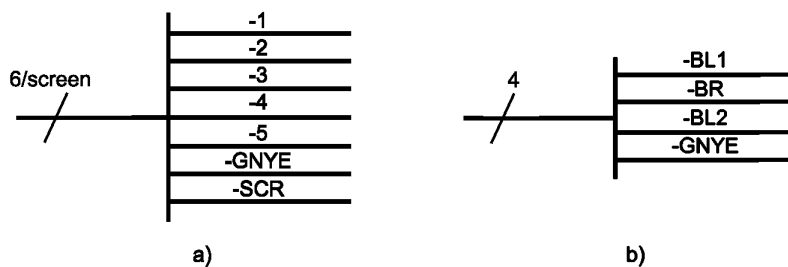 6/screen
-1
-2
-3
-4
-5
-GNYE
-SCR
a)
4
-BL1
-BR
-BL2
-GNYE
b)